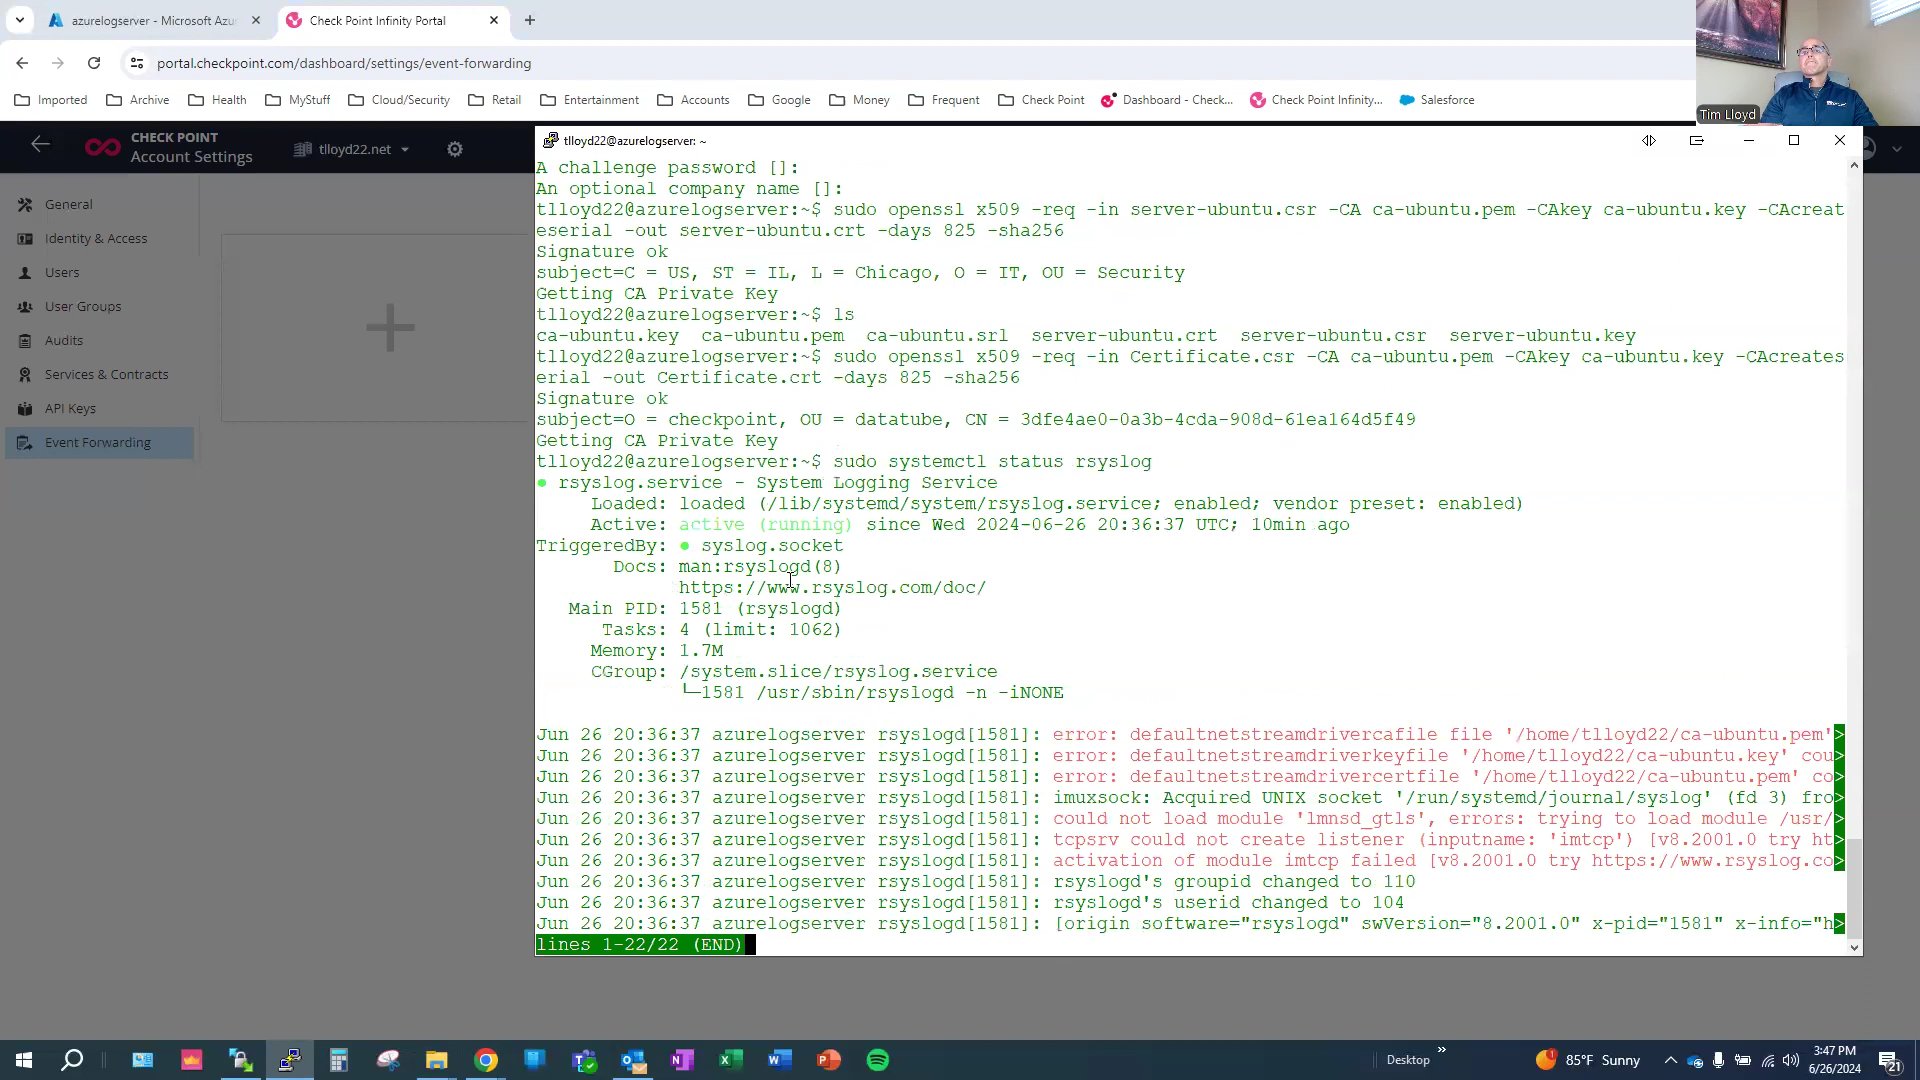 azurelogserver - Microsoft Azu
Check Point Infinity Portal
portal.checkpoint.com/dashboard/settings/event-forwarding
Imported
Archive
Health
MyStuff
Cloud/Security
Retail
Entertainment
Accounts
Google
Money
Frequent
Check Point
Dashboard - Check...
Check Point Infinity...
Salesforce
Tim Lloyd
CHECK POINT
Account Settings
tlloyd22.net
General
Identity & Access
Users
User Groups
Audits
Services & Contracts
API Keys
Event Forwarding
tlloyd22@azurelogserver: ~
A challenge password []:
An optional company name []:
tlloyd22@azurelogserver:~$ sudo openssl x509 -req -in server-ubuntu.csr -CA ca-ubuntu.pem -CAkey ca-ubuntu.key -CAcreat
eserial -out server-ubuntu.crt -days 825 -sha256
Signature ok
subject=C = US, ST = IL, L = Chicago, O = IT, OU = Security
Getting CA Private Key
tlloyd22@azurelogserver:~$ ls
ca-ubuntu.key  ca-ubuntu.pem  ca-ubuntu.srl  server-ubuntu.crt  server-ubuntu.csr  server-ubuntu.key
tlloyd22@azurelogserver:~$ sudo openssl x509 -req -in Certificate.csr -CA ca-ubuntu.pem -CAkey ca-ubuntu.key -CAcreates
erial -out Certificate.crt -days 825 -sha256
Signature ok
subject=O = checkpoint, OU = datatube, CN = 3dfe4ae0-0a3b-4cda-908d-61ea164d5f49
Getting CA Private Key
tlloyd22@azurelogserver:~$ sudo systemctl status rsyslog
● rsyslog.service - System Logging Service
Loaded: loaded (/lib/systemd/system/rsyslog.service; enabled; vendor preset: enabled)
Active: active (running) since Wed 2024-06-26 20:36:37 UTC; 10min ago
TriggeredBy: ● syslog.socket
Docs: man:rsyslogd(8)
https://www.rsyslog.com/doc/
Main PID: 1581 (rsyslogd)
Tasks: 4 (limit: 1062)
Memory: 1.7M
CGroup: /system.slice/rsyslog.service
└─1581 /usr/sbin/rsyslogd -n -iNONE
Jun 26 20:36:37 azurelogserver rsyslogd[1581]: error: defaultnetstreamdrivercafile file '/home/tlloyd22/ca-ubuntu.pem'>
Jun 26 20:36:37 azurelogserver rsyslogd[1581]: error: defaultnetstreamdriverkeyfile '/home/tlloyd22/ca-ubuntu.key' cou>
Jun 26 20:36:37 azurelogserver rsyslogd[1581]: error: defaultnetstreamdrivercertfile '/home/tlloyd22/ca-ubuntu.pem' co>
Jun 26 20:36:37 azurelogserver rsyslogd[1581]: imuxsock: Acquired UNIX socket '/run/systemd/journal/syslog' (fd 3) fro>
Jun 26 20:36:37 azurelogserver rsyslogd[1581]: could not load module 'lmnsd_gtls', errors: trying to load module /usr/>
Jun 26 20:36:37 azurelogserver rsyslogd[1581]: tcpsrv could not create listener (inputname: 'imtcp') [v8.2001.0 try ht>
Jun 26 20:36:37 azurelogserver rsyslogd[1581]: activation of module imtcp failed [v8.2001.0 try https://www.rsyslog.co>
Jun 26 20:36:37 azurelogserver rsyslogd[1581]: rsyslogd's groupid changed to 110
Jun 26 20:36:37 azurelogserver rsyslogd[1581]: rsyslogd's userid changed to 104
Jun 26 20:36:37 azurelogserver rsyslogd[1581]: [origin software="rsyslogd" swVersion="8.2001.0" x-pid="1581" x-info="h>
lines 1-22/22 (END)
Desktop
85°F Sunny
3:47 PM
6/26/2024
21